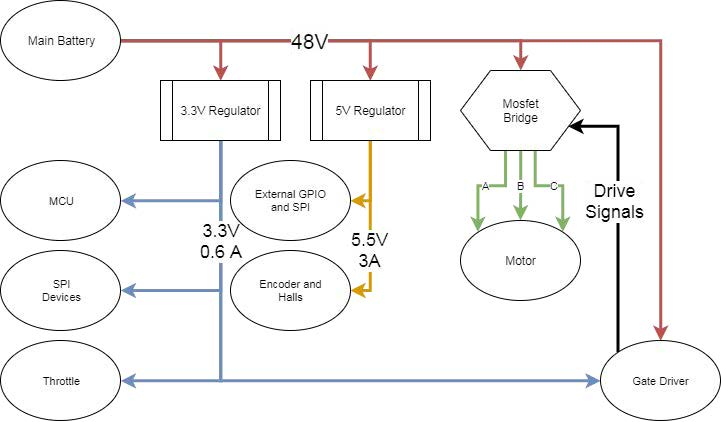 Main Battery
48V
3.3V Regulator
5V Regulator
Mosfet
Bridge
MCU
External GPIO
and SPI
A
B
C
Drive
Signals
3.3V
0.6 A
5.5V
3A
Motor
SPI
Devices
Encoder and
Halls
Throttle
Gate Driver